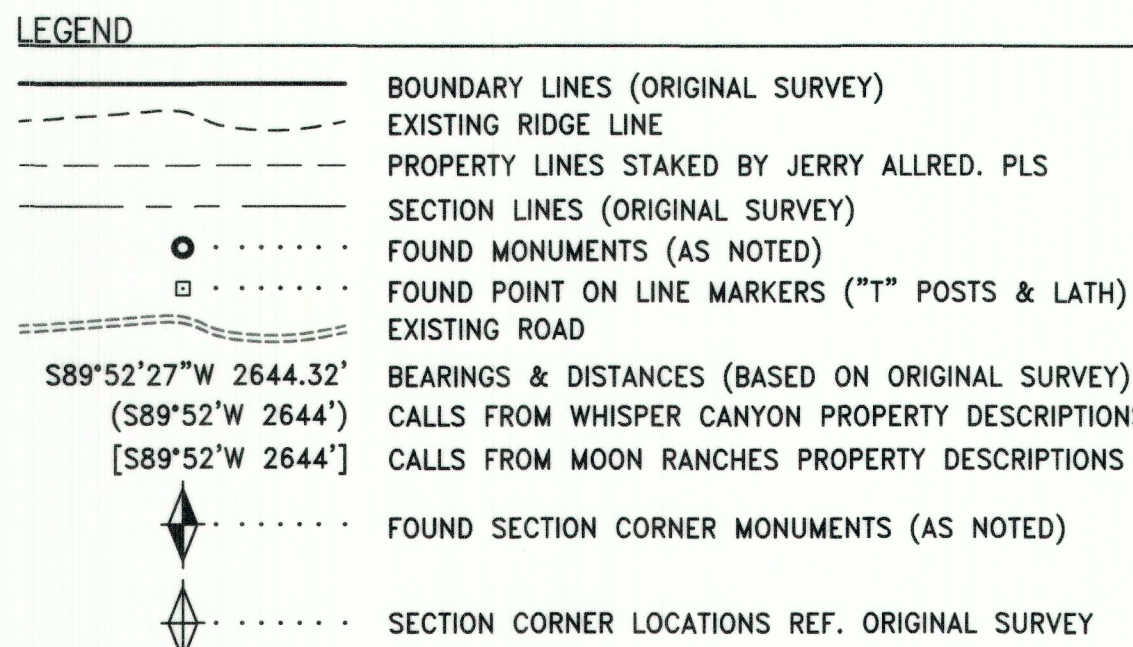 LEGEND
BOUNDARY LINES (ORIGINAL SURVEY)
EXISTING RIDGE LINE
PROPERTY LINES STAKED BY JERRY ALLRED. PLS
SECTION LINES (ORIGINAL SURVEY)
FOUND MONUMENTS (AS NOTED)
FOUND POINT ON LINE MARKERS ("T" POSTS & LATH)
EXISTING ROAD
S89°52'27"W 2644.32' BEARINGS & DISTANCES (BASED ON ORIGINAL SURVEY)
(S89°52'W 2644') CALLS FROM WHISPER CANYON PROPERTY DESCRIPTIONS
[S89°52'W 2644'] CALLS FROM MOON RANCHES PROPERTY DESCRIPTIONS
FOUND SECTION CORNER MONUMENTS (AS NOTED)
SECTION CORNER LOCATIONS REF. ORIGINAL SURVEY